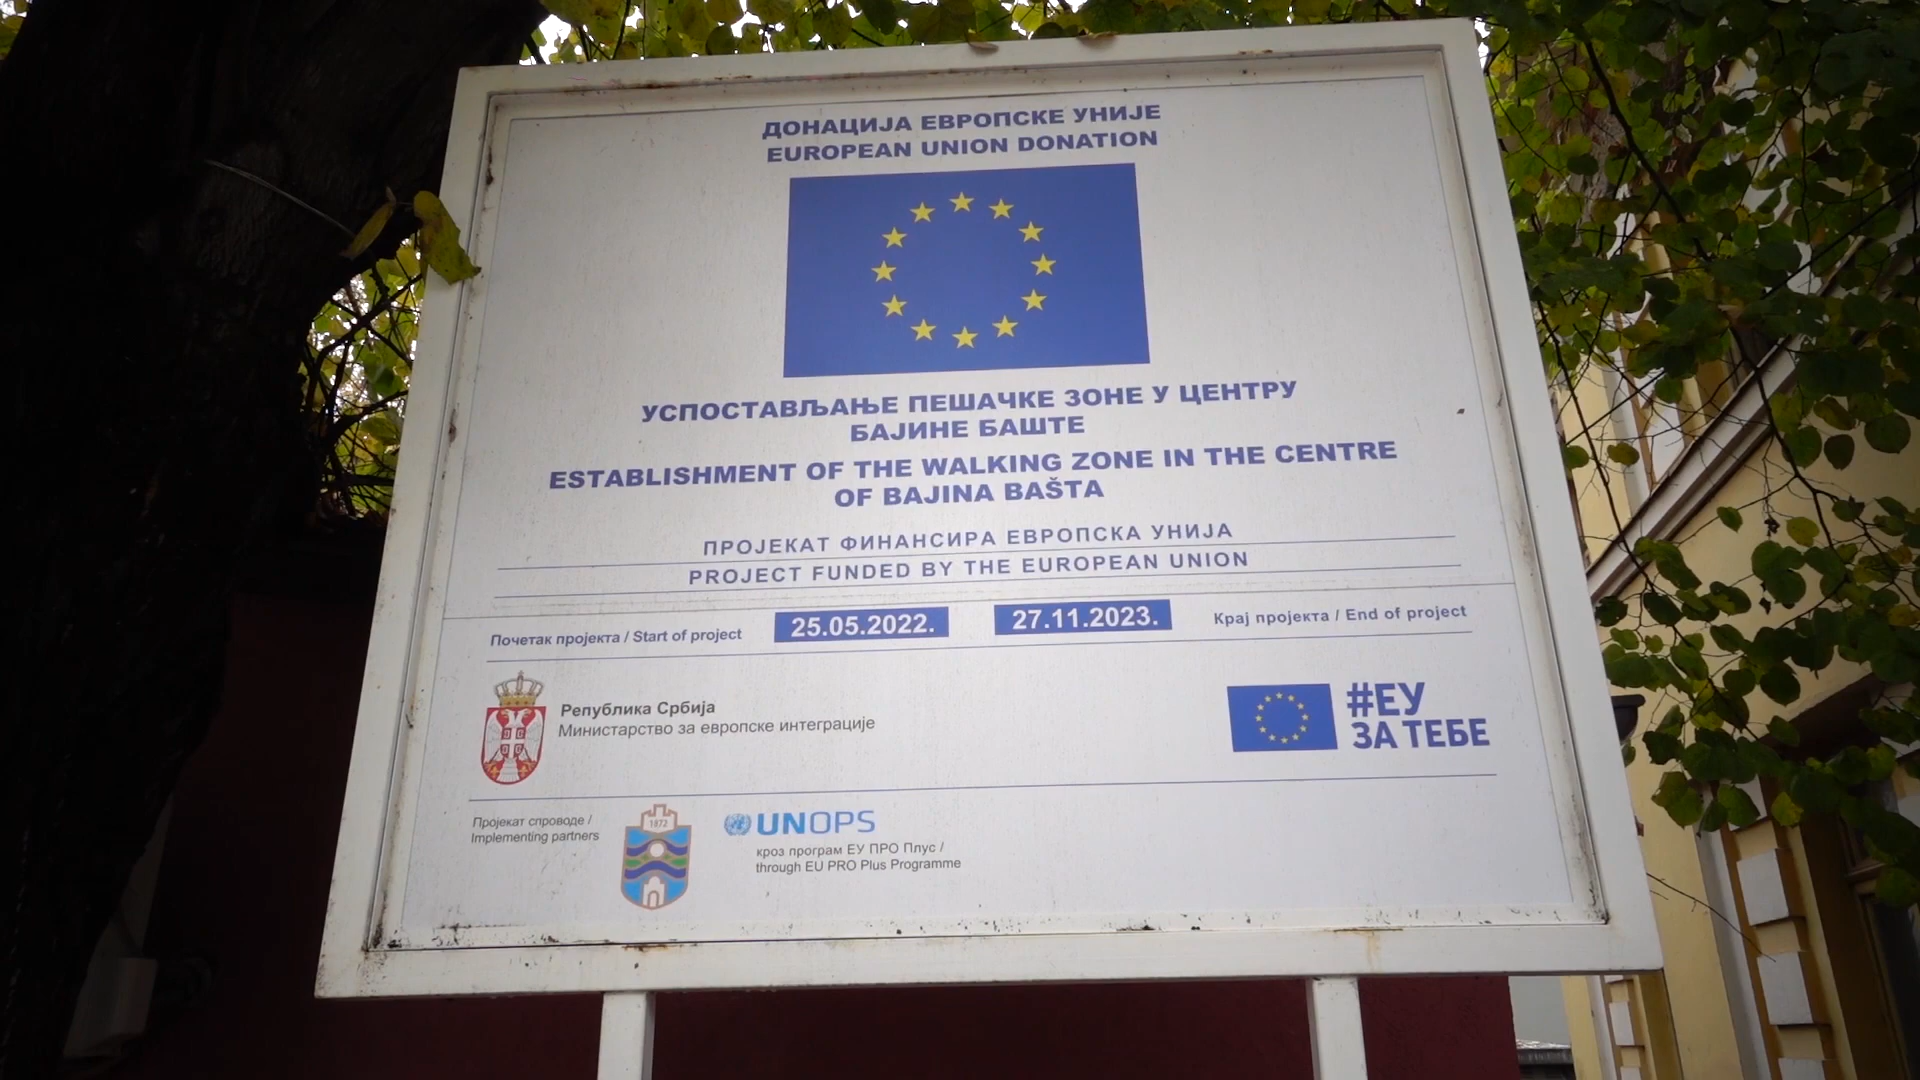 ДОНАЦИЈА ЕВРОПСКЕ УНИЈЕ
EUROPEAN UNION DONATION
УСПОСТАВЉАЊЕ ПЕШАЧКЕ ЗОНЕ У ЦЕНТРУ
БАЈИНЕ БАШТЕ
ESTABLISHMENT OF THE WALKING ZONE IN THE CENTRE
OF BAJINA BAŠTA
ПРОЈЕКАТ ФИНАНСИРА ЕВРОПСКА УНИЈА
PROJECT FUNDED BY THE EUROPEAN UNION
Почетак пројекта / Start of project 25.05.2022. 27.11.2023. Крај пројекта / End of project
Република Србија
Министарство за европске интеграције
#ЕУ
ЗА ТЕБЕ
Пројекат спроводе /
Implementing partners
1872
UNOPS
кроз програм ЕУ ПРО Плус /
through EU PRO Plus Programme